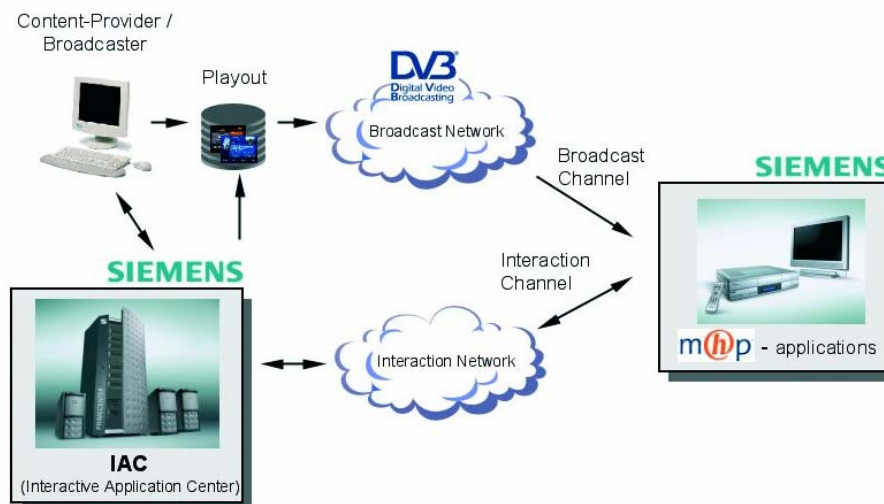 Content-Provider /
Broadcaster
Playout
DVB
Digital Video
Broadcasting
Broadcast Network
Broadcast
Channel
SIEMENS
Interaction
Channel
SIEMENS
Interaction Network
mhp - applications
IAC
(Interactive Application Center)